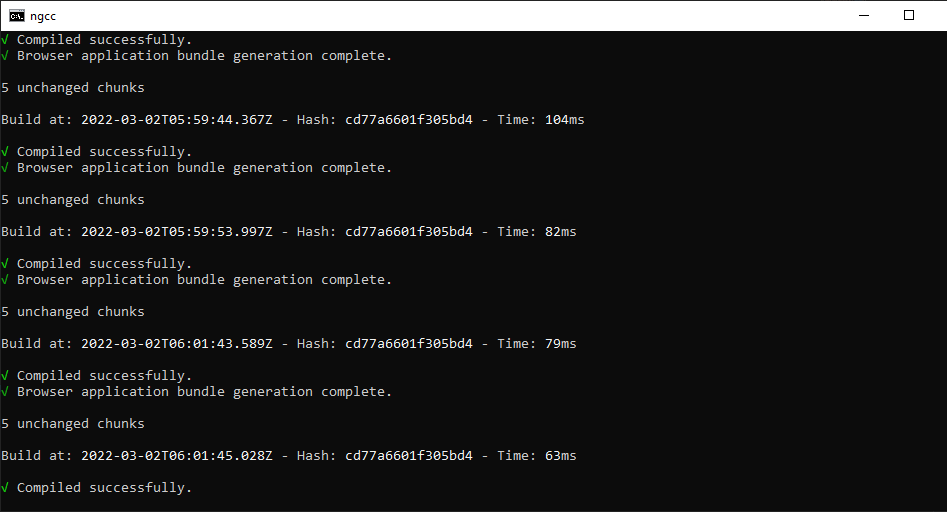 ngcc
√ Compiled successfully.
√ Browser application bundle generation complete.
5 unchanged chunks
Build at: 2022-03-02T05:59:44.367Z - Hash: cd77a6601f305bd4 - Time: 104ms
√ Compiled successfully.
√ Browser application bundle generation complete.
5 unchanged chunks
Build at: 2022-03-02T05:59:53.997Z - Hash: cd77a6601f305bd4 - Time: 82ms
√ Compiled successfully.
√ Browser application bundle generation complete.
5 unchanged chunks
Build at: 2022-03-02T06:01:43.589Z - Hash: cd77a6601f305bd4 - Time: 79ms
√ Compiled successfully.
√ Browser application bundle generation complete.
5 unchanged chunks
Build at: 2022-03-02T06:01:45.028Z - Hash: cd77a6601f305bd4 - Time: 63ms
√ Compiled successfully.